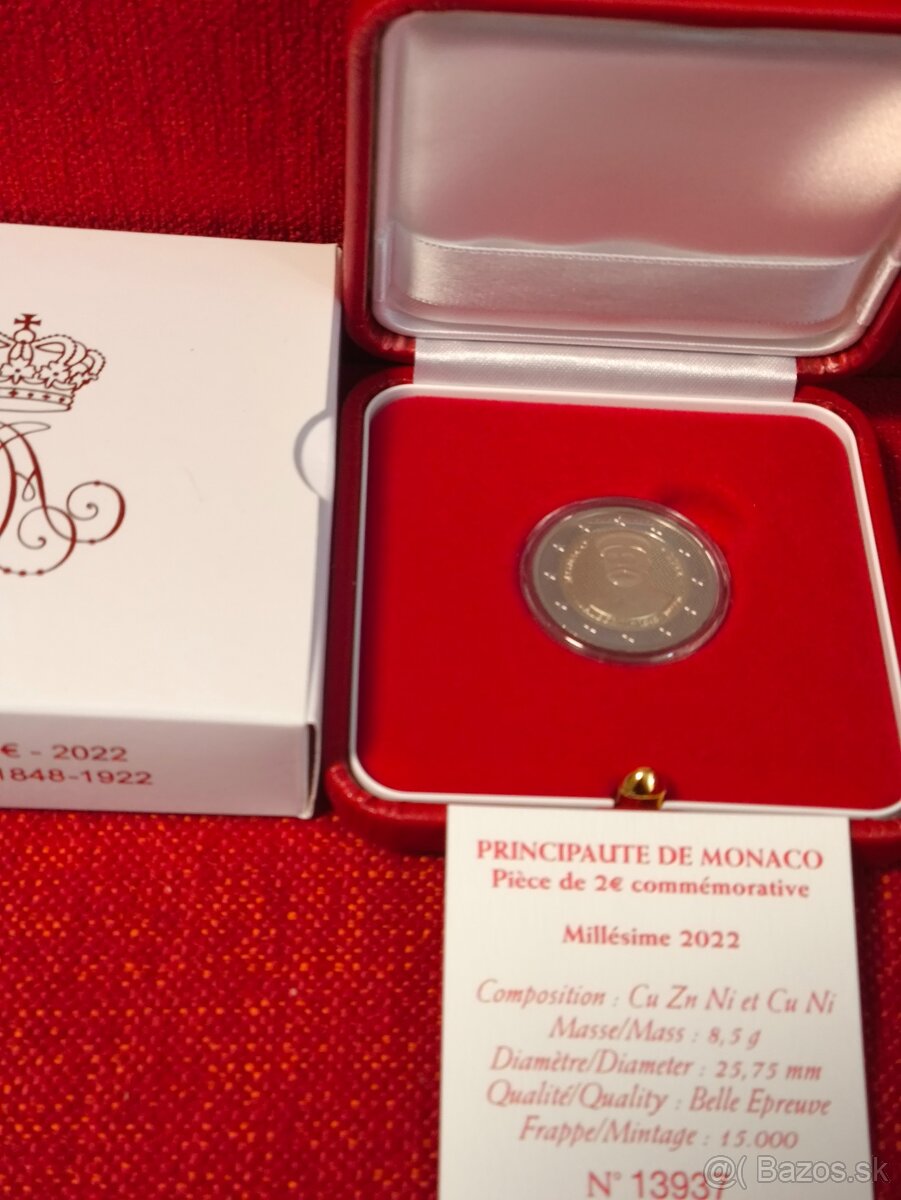 € - 2022
1848-1922
PRINCIPAUTE DE MONACO
Pièce de 2€ commémorative
Millésime 2022
Composition : Cu Zn Ni et Cu Ni
Masse/Mass : 8,5 g
Diamètre/Diameter : 25,75 mm
Qualité/Quality : Belle Epreuve
Frappe/Mintage : 15.000
N° 13937
@( Bazos.sk